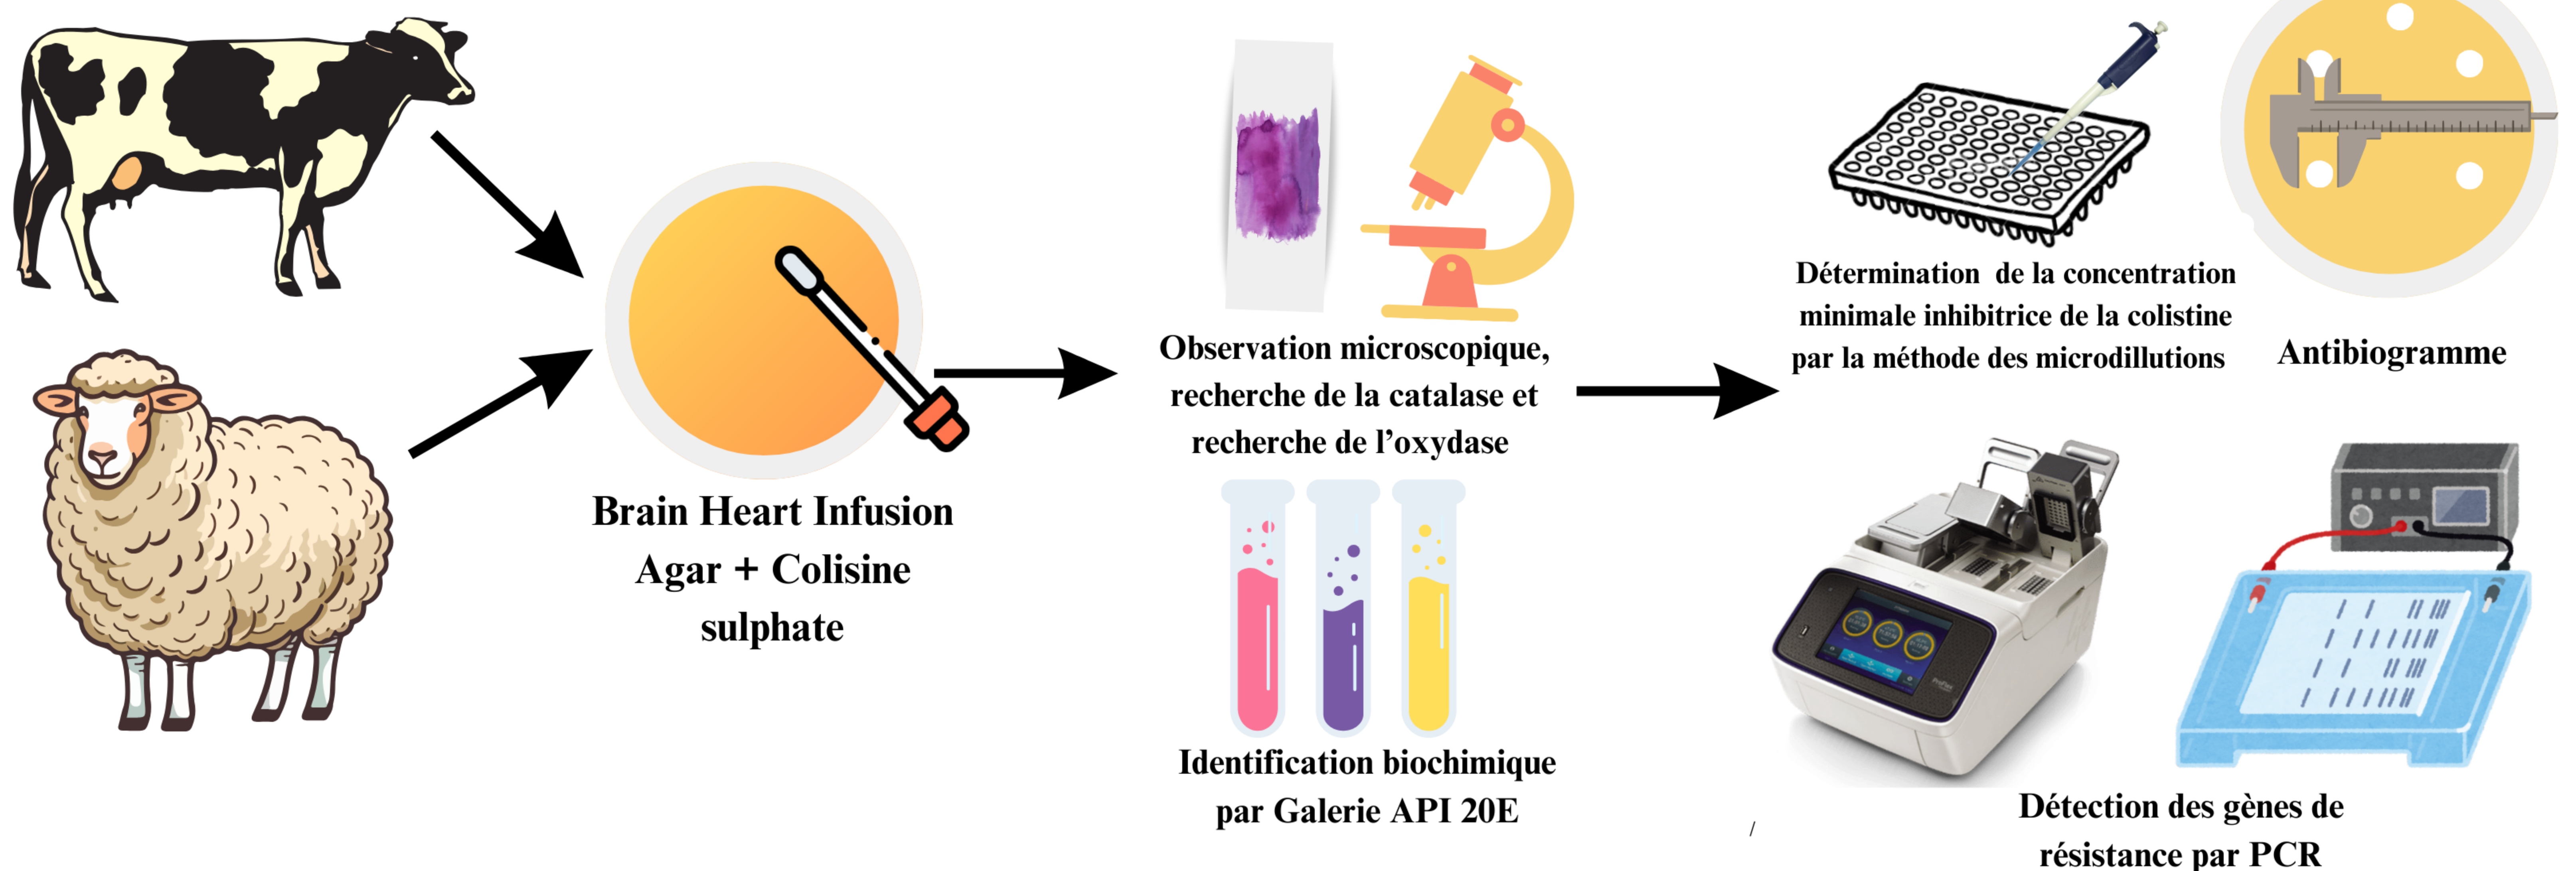 Brain Heart Infusion
Agar + Colisine
sulphate
Observation microscopique,
recherche de la catalase et
recherche de l’oxydase
Identification biochimique
par Galerie API 20E
Détermination de la concentration
minimale inhibitrice de la colistine
par la méthode des microdillutions
Antibiogramme
/
Détection des gènes de
résistance par PCR